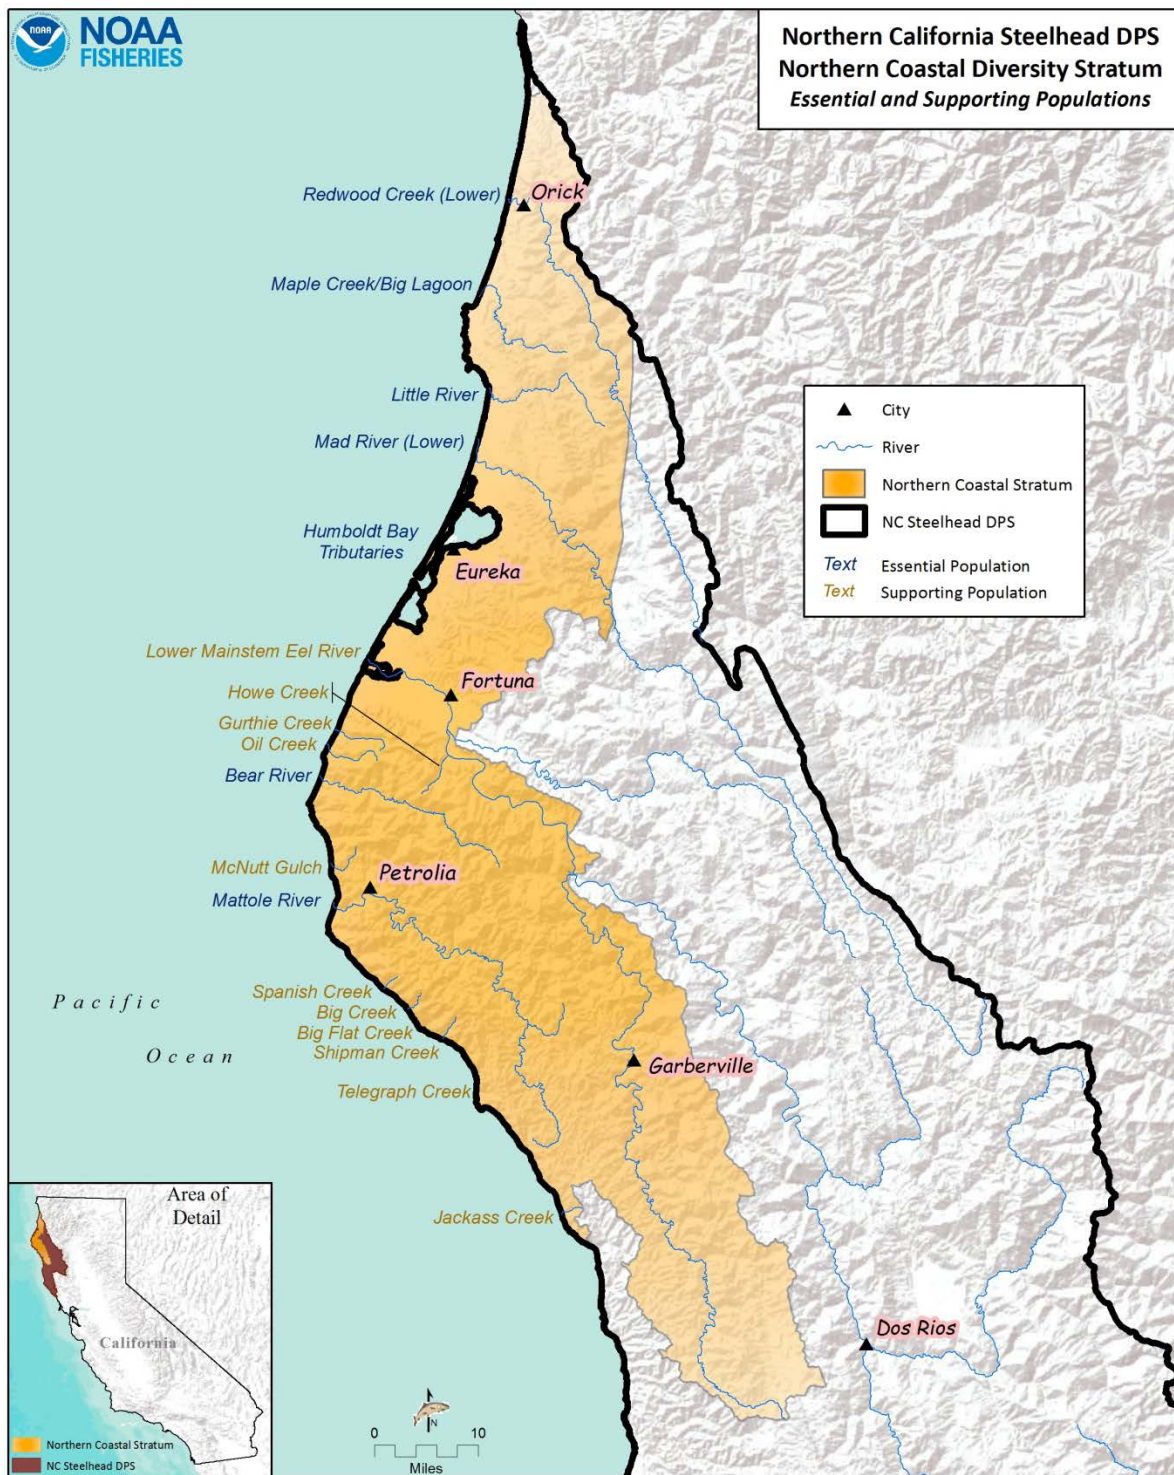 NOAA
NOAA
FISHERIES
Northern California Steelhead DPS
Northern Coastal Diversity Stratum
Essential and Supporting Populations
Redwood Creek (Lower)
Orick
Maple Creek/Big Lagoon
Little River
Mad River (Lower)
Humboldt Bay
Tributaries
Eureka
City
River
Northern Coastal Stratum
NC Steelhead DPS
Text Essential Population
Text Supporting Population
Lower Mainstem Eel River
Fortuna
Howe Creek
Gurthie Creek
Oil Creek
Bear River
McNutt Gulch
Petrolia
Mattole River
Spanish Creek
Big Creek
Big Flat Creek
Shipman Creek
Garberville
Telegraph Creek
Pacific
Ocean
Jackass Creek
Dos Rios
Area of
Detail
California
Northern Coastal Stratum
NC Steelhead DPS
N
0 10
Miles